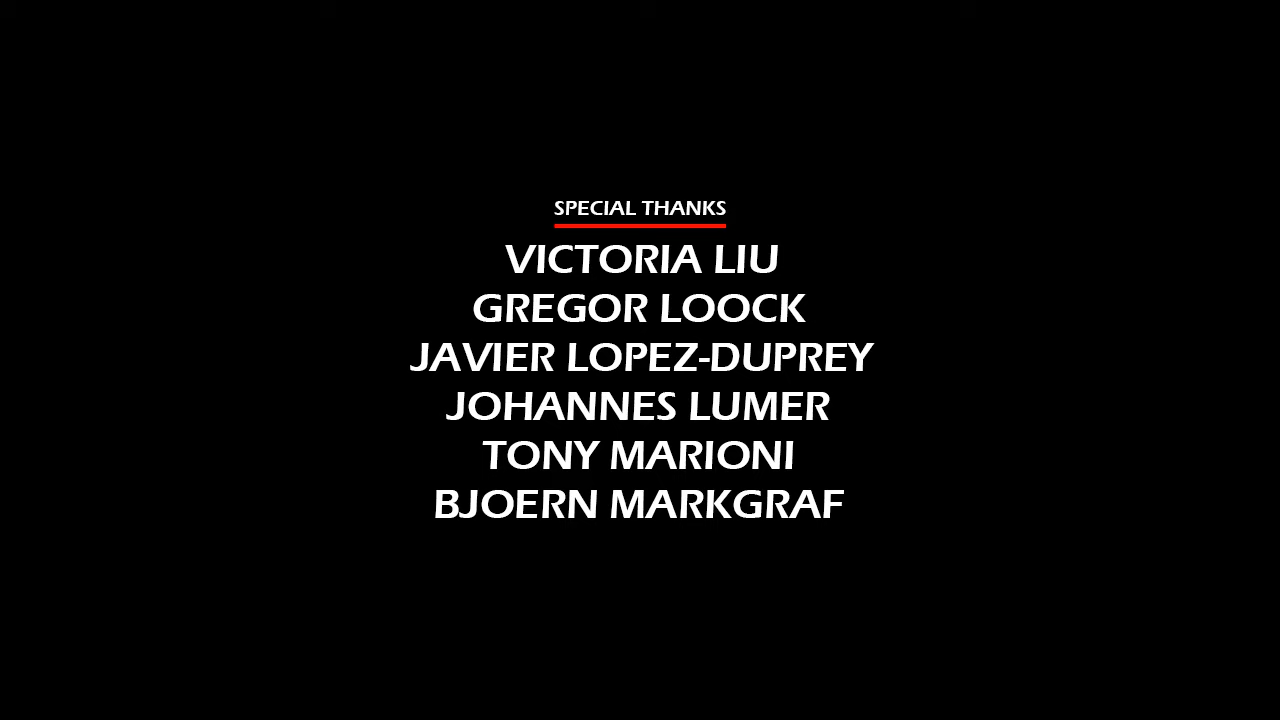 SPECIAL THANKS
VICTORIA LIU
GREGOR LOOCK
JAVIER LOPEZ-DUPREY
JOHANNES LUMER
TONY MARIONI
BJOERN MARKGRAF